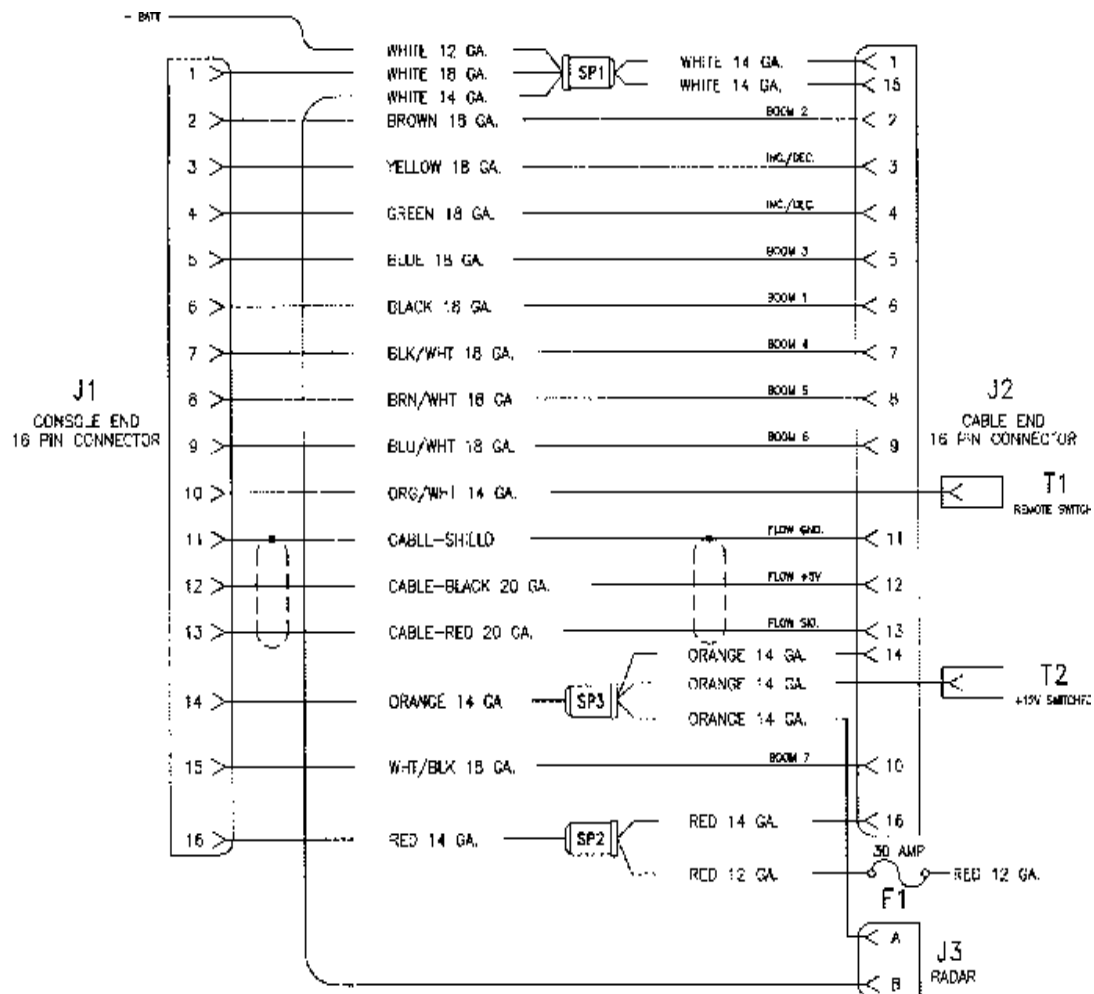 - BATT
WHITE 12 GA.
1 WHITE 18 GA. SP1 WHITE 14 GA. 1
WHITE 14 GA. WHITE 14 GA. 15
2 BROWN 18 GA. BOOM 2 2
3 YELLOW 18 GA. INC./DEC. 3
4 GREEN 18 GA. INC./DEC 4
5 BLUE 18 GA. BOOM 3 5
6 BLACK 18 GA. BOOM 1 6
7 BLK/WHT 18 GA. BOOM 4 7
8 BRN/WHT 18 GA BOOM 5 8
9 BLU/WHT 18 GA. BOOM 6 9
J1
CONSOLE END
16 PIN CONNECTOR
J2
CABLE END
16 PIN CONNECTOR
10 ORG/WHT 14 GA. T1
REMOTE SWITCH
11 CABLE-SHIELD FLOW GND. 11
12 CABLE-BLACK 20 GA. FLOW +5V 12
13 CABLE-RED 20 GA. FLOW SIG. 13
ORANGE 14 GA. 14
ORANGE 14 GA. T2
14 ORANGE 14 GA SP3 SWITCHED
ORANGE 14 GA.
15 WHT/BLK 18 GA. BOOM 7 10
RED 14 GA. 16
16 RED 14 GA. SP2
30 AMP
RED 12 GA. RED 12 GA.
F1
A
J3
RADAR
B